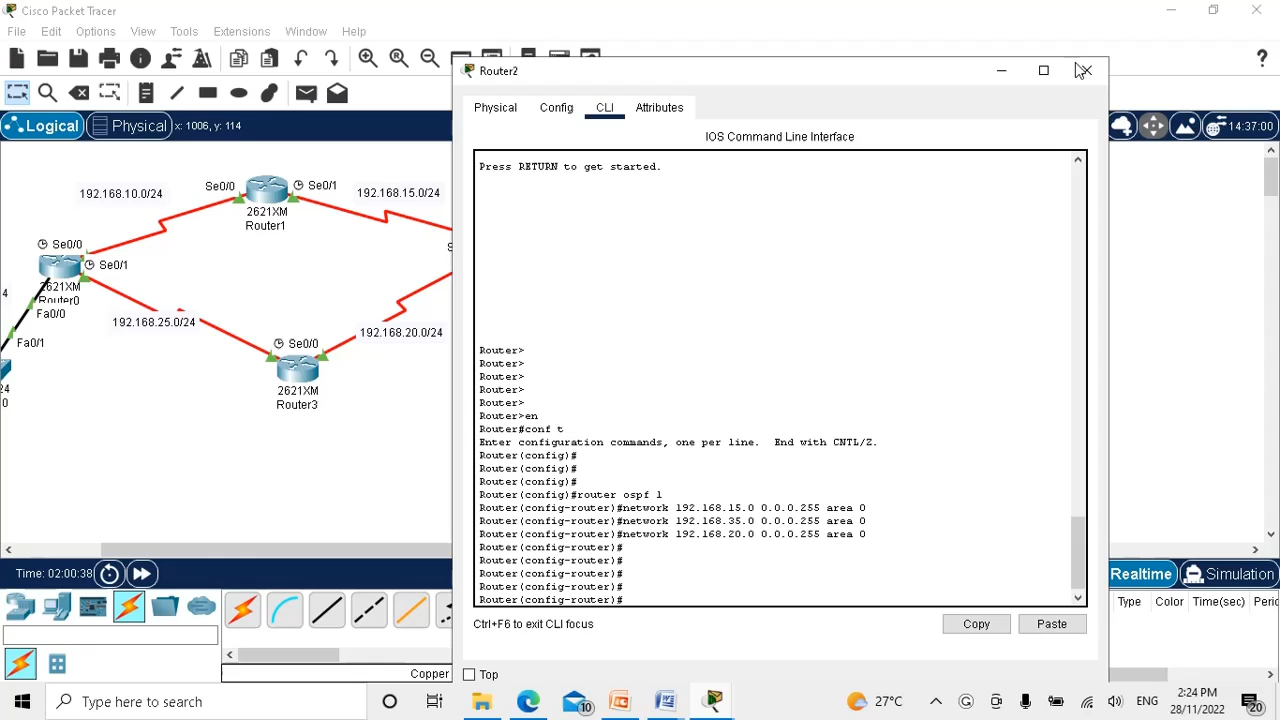 Cisco Packet Tracer
File Edit Options View Tools Extensions Window Help
Router2
Physical Config CLI Attributes
Logical Physical x: 1006, y: 114
14:37:00
IOS Command Line Interface
Press RETURN to get started.
192.168.10.0/24
Se0/0
Se0/1
192.168.15.0/24
2621XM
Router1
Se0/0
Se0/1
2621XM
Router0
Fa0/0
Fa0/1
192.168.25.0/24
192.168.20.0/24
Se0/0
2621XM
Router3
4
24
0
Router>
Router>
Router>
Router>
Router>
Router>en
Router#conf t
Enter configuration commands, one per line. End with CNTL/Z.
Router(config)#
Router(config)#
Router(config)#
Router(config)#router ospf 1
Router(config-router)#network 192.168.15.0 0.0.0.255 area 0
Router(config-router)#network 192.168.35.0 0.0.0.255 area 0
Router(config-router)#network 192.168.20.0 0.0.0.255 area 0
Router(config-router)#
Router(config-router)#
Router(config-router)#
Router(config-router)#
Router(config-router)#
Ctrl+F6 to exit CLI focus
Copy Paste
Top
Time: 02:00:38
Realtime Simulation
Type Color Time(sec) Perio
Copper
Type here to search
10
27°C
ENG
2:24 PM
28/11/2022
20